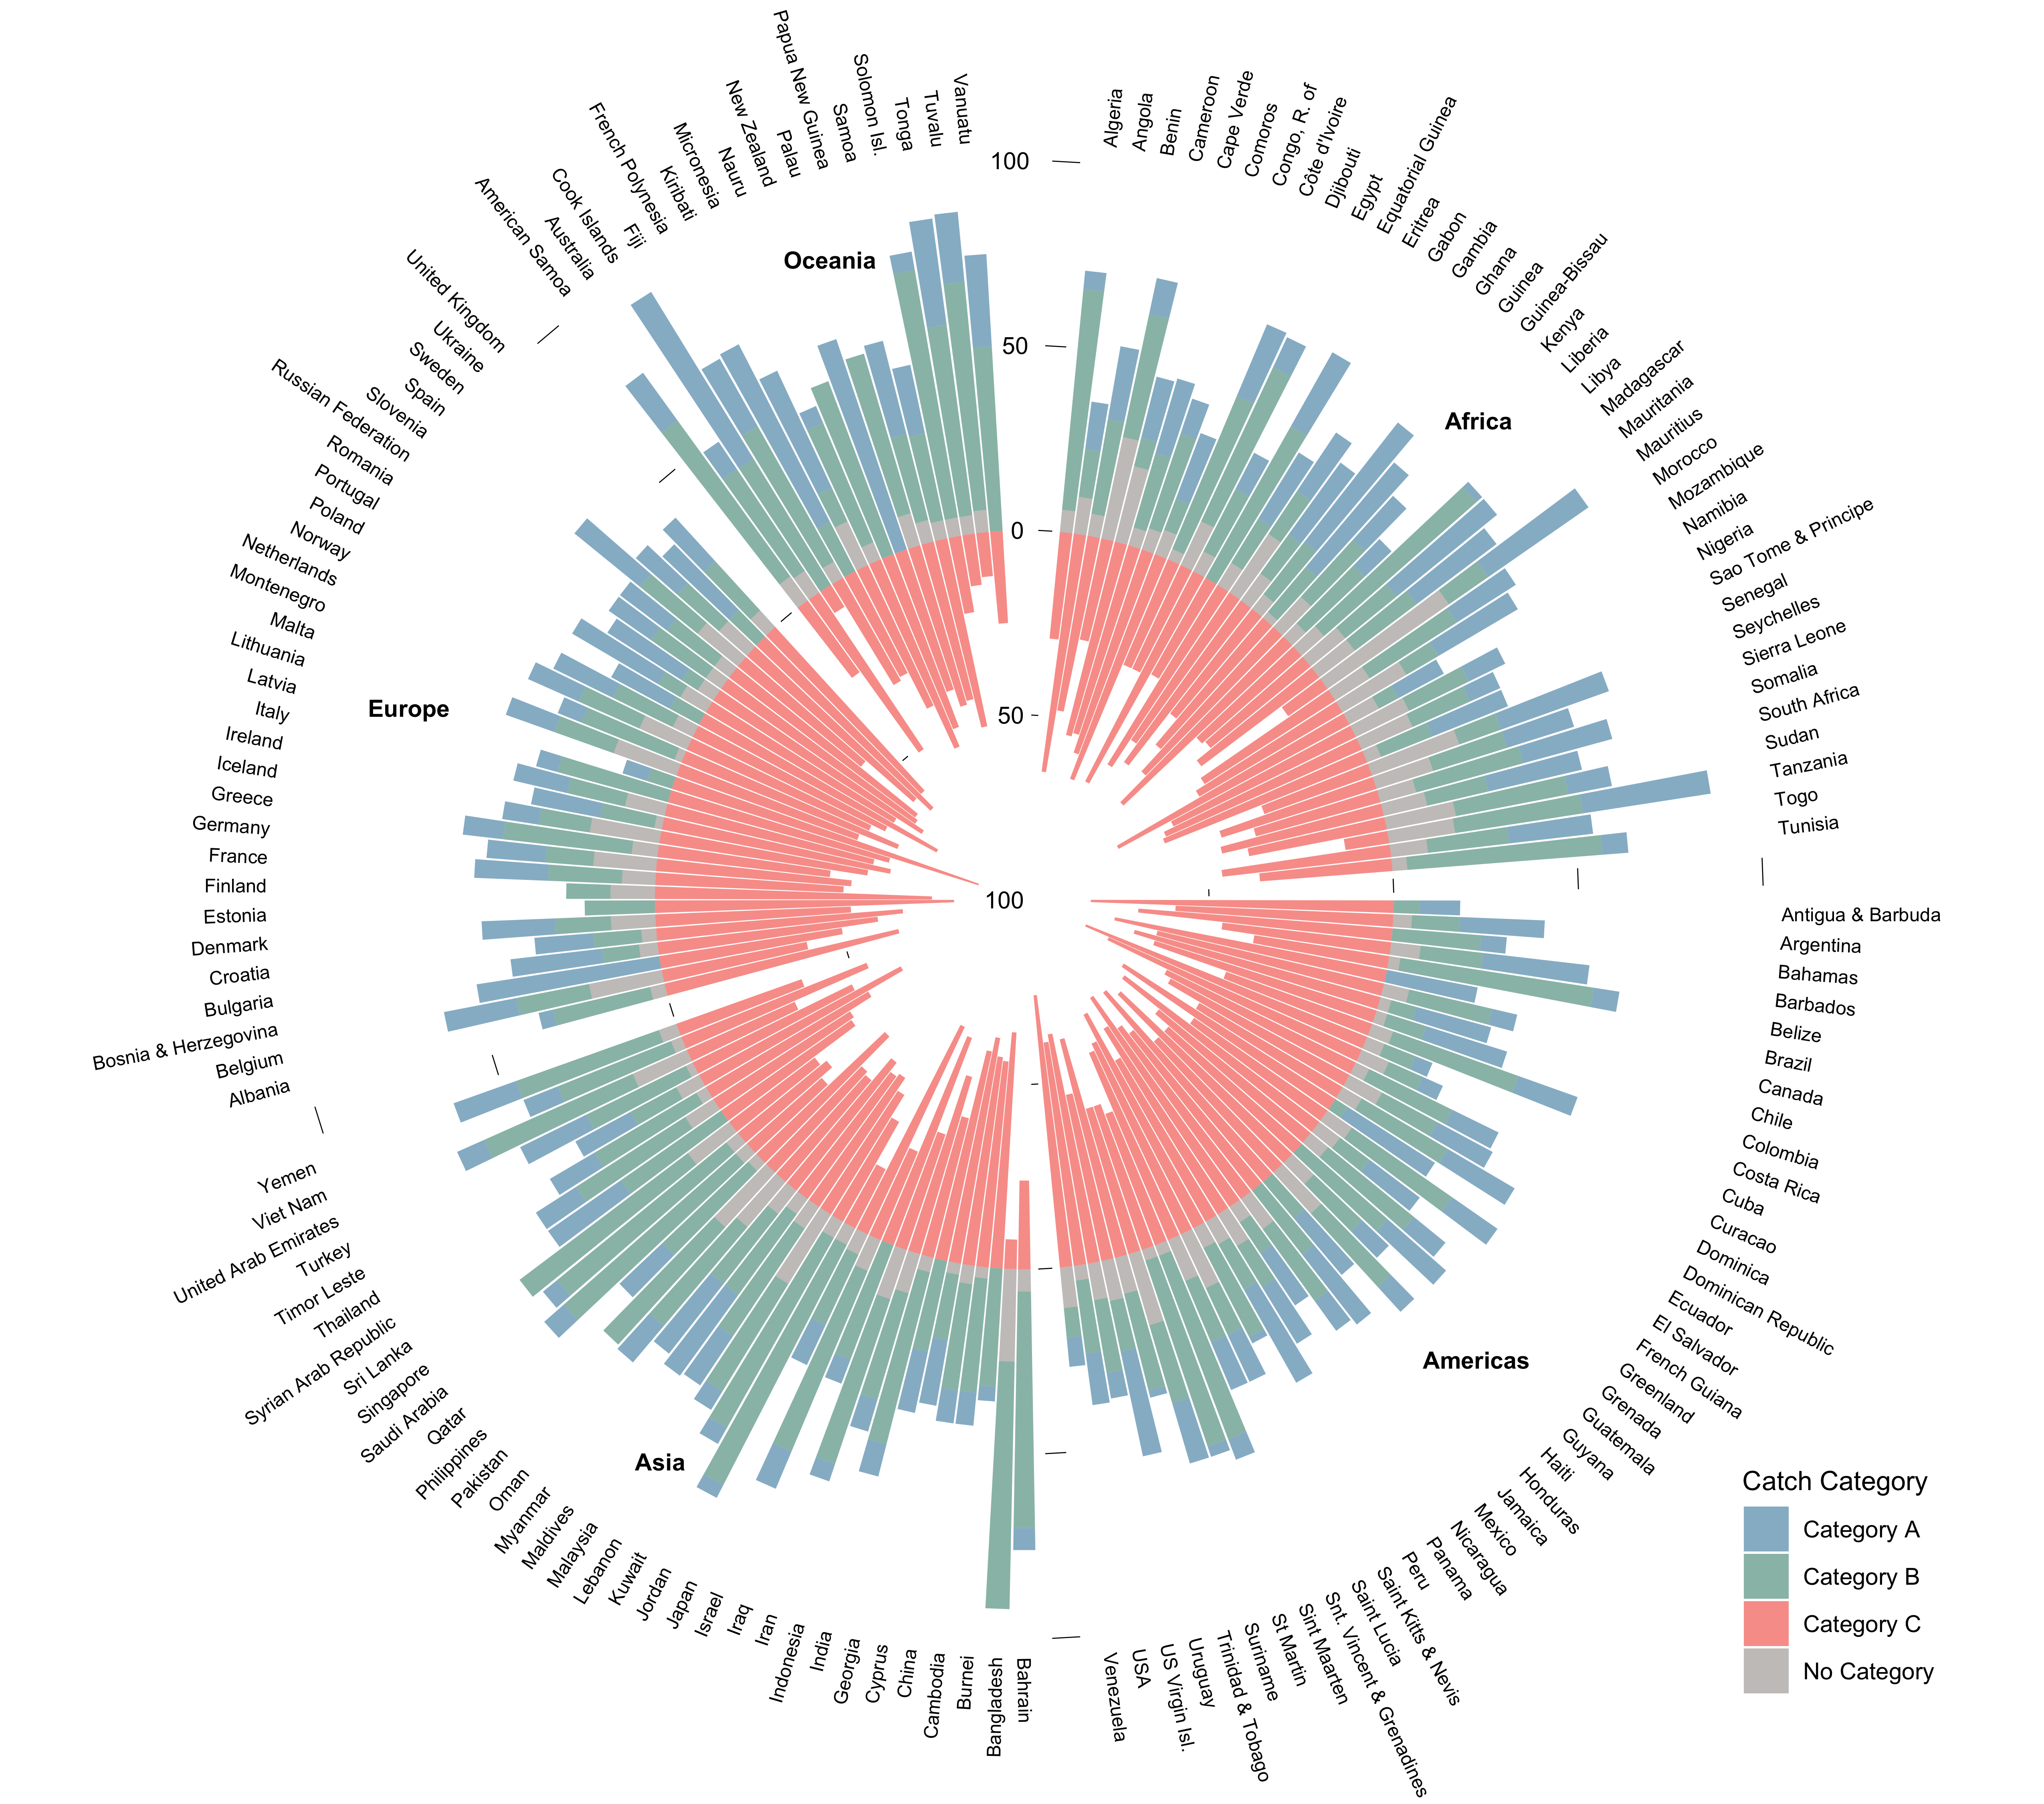 100
50
0
50
100
Oceania
Africa
Europe
Asia
Americas
Algeria
Angola
Benin
Cameroon
Cape Verde
Comoros
Congo, R. of
Côte d'Ivoire
Djibouti
Egypt
Equatorial Guinea
Eritrea
Gabon
Gambia
Ghana
Guinea
Guinea-Bissau
Kenya
Liberia
Libya
Madagascar
Mauritania
Mauritius
Morocco
Mozambique
Namibia
Nigeria
Sao Tome & Principe
Senegal
Seychelles
Sierra Leone
Somalia
South Africa
Sudan
Tanzania
Togo
Tunisia
Antigua & Barbuda
Argentina
Bahamas
Barbados
Belize
Brazil
Canada
Chile
Colombia
Costa Rica
Cuba
Curacao
Dominica
Dominican Republic
Ecuador
El Salvador
French Guiana
Greenland
Grenada
Guatemala
Guyana
Haiti
Honduras
Jamaica
Mexico
Nicaragua
Panama
Peru
Saint Kitts & Nevis
Saint Lucia
Snt. Vincent & Grenadines
Sint Maarten
St Martin
Suriname
Trinidad & Tobago
Uruguay
US Virgin Isl.
USA
Venezuela
Bahrain
Bangladesh
Burnei
Cambodia
China
Cyprus
Georgia
India
Indonesia
Iran
Iraq
Israel
Japan
Jordan
Kuwait
Lebanon
Malaysia
Maldives
Myanmar
Oman
Pakistan
Philippines
Qatar
Saudi Arabia
Singapore
Sri Lanka
Syrian Arab Republic
Thailand
Timor Leste
Turkey
United Arab Emirates
Viet Nam
Yemen
Albania
Belgium
Bosnia & Herzegovina
Bulgaria
Croatia
Denmark
Estonia
Finland
France
Germany
Greece
Iceland
Ireland
Italy
Latvia
Lithuania
Malta
Montenegro
Netherlands
Norway
Poland
Portugal
Romania
Russian Federation
Slovenia
Spain
Sweden
Ukraine
United Kingdom
American Samoa
Australia
Cook Islands
Fiji
French Polynesia
Kiribati
Micronesia
Nauru
New Zealand
Palau
Papua New Guinea
Samoa
Solomon Isl.
Tonga
Tuvalu
Vanuatu
Catch Category
Category A
Category B
Category C
No Category